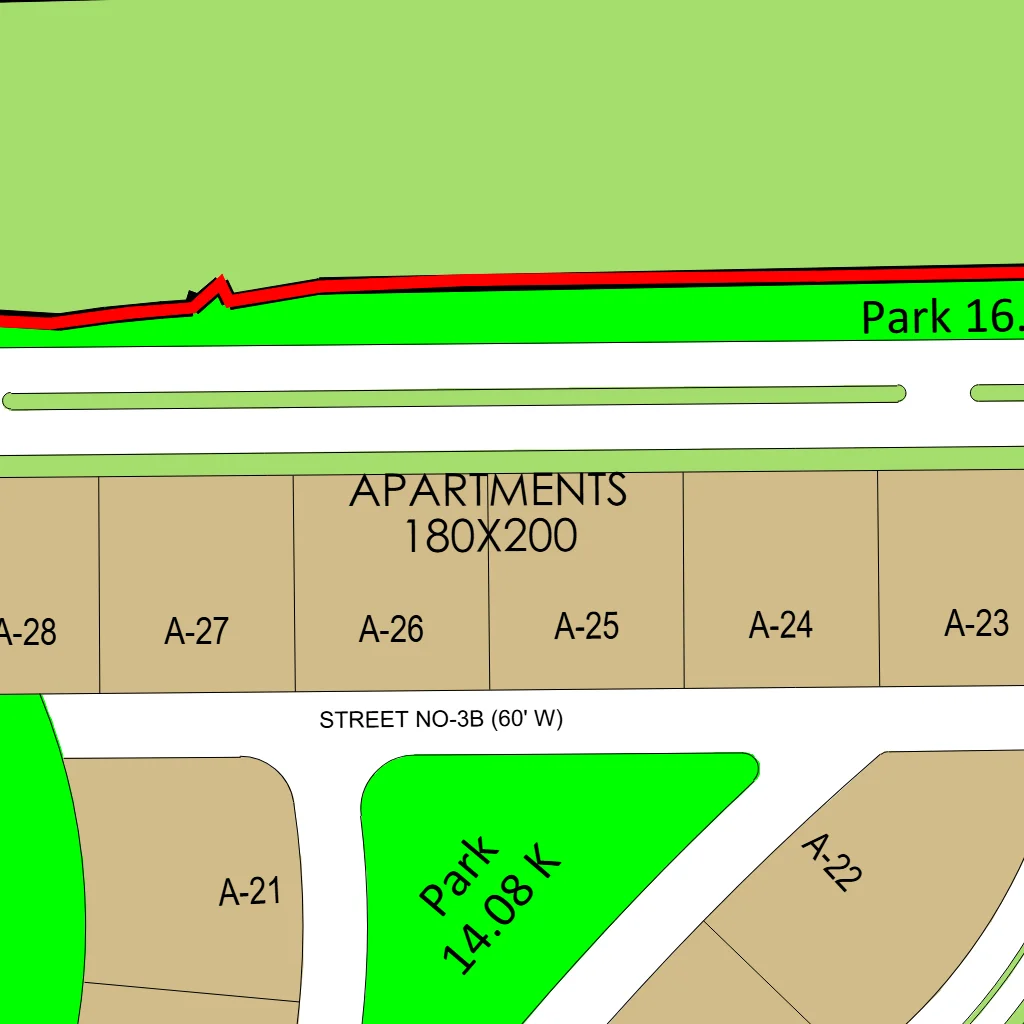 Park 16.
APARTMENTS
180X200
A-28
A-27
A-26
A-25
A-24
A-23
STREET NO-3B (60' W)
A-21
Park
14.08 K
A-22